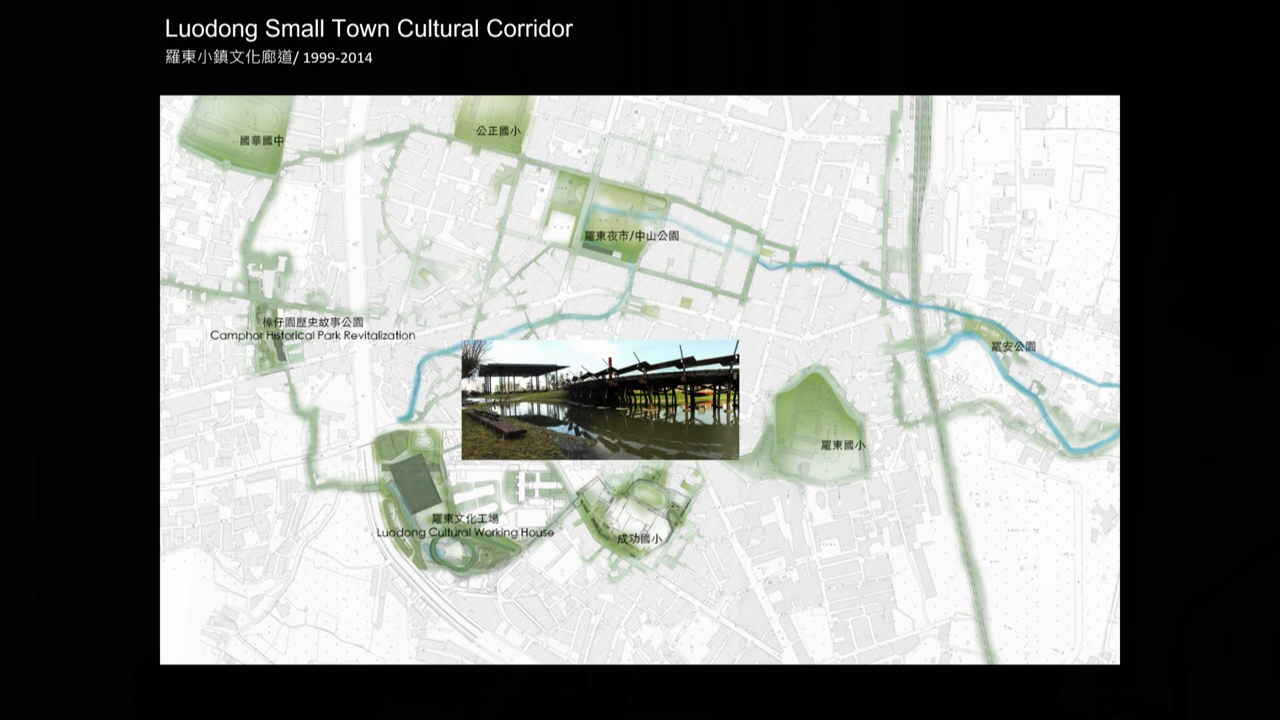 Luodong Small Town Cultural Corridor
羅東小鎮文化廊道/ 1999-2014
國華國中
公正國小
羅東夜市/中山公園
樟仔園歷史故事公園
Camphor Historical Park Revitalization
羅安公園
羅東國小
羅東文化工場
Luodong Cultural Working House
成功國小